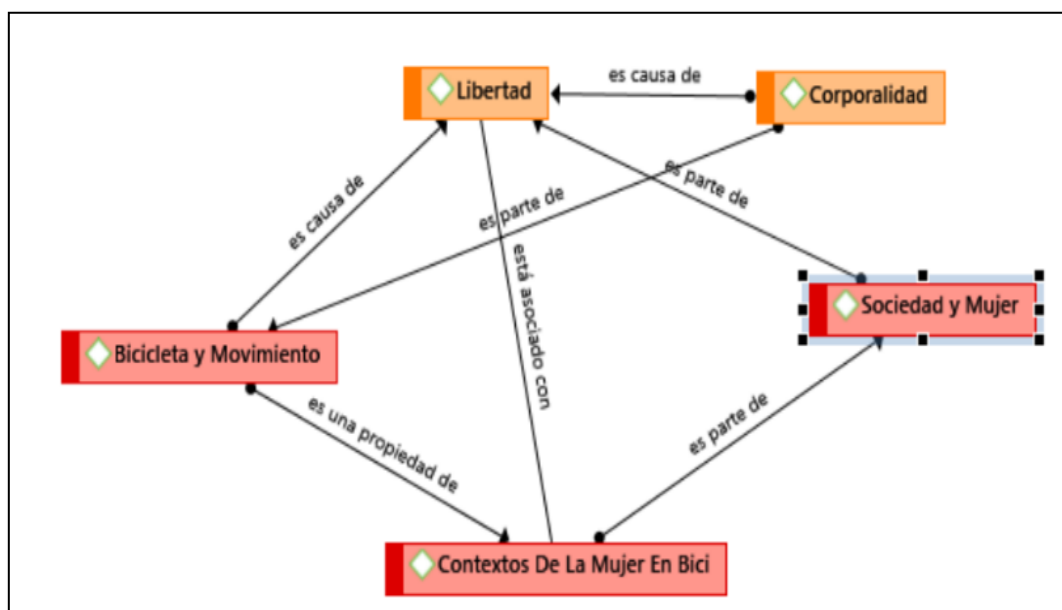 es causa de
Libertad
Corporalidad
es parte de
es causa de
es parte de
está asociado con
Sociedad y Mujer
Bicicleta y Movimiento
es una propiedad de
es parte de
Contextos De La Mujer En Bici